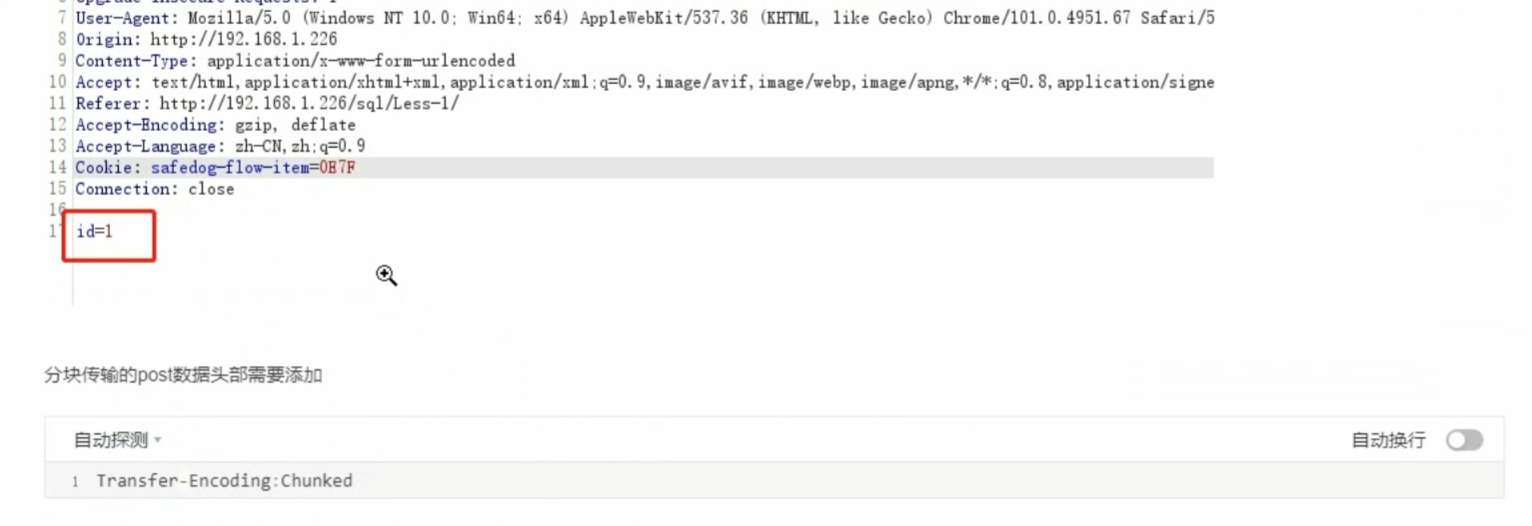 7 User-Agent: Mozilla/5.0 (Windows NT 10.0; Win64; x64) AppleWebKit/537.36 (KHTML, like Gecko) Chrome/101.0.4951.67 Safari/5
8 Origin: http://192.168.1.226
9 Content-Type: application/x-www-form-urlencoded
10 Accept: text/html,application/xhtml+xml,application/xml;q=0.9,image/avif,image/webp,image/apng,*/*;q=0.8,application/signe
11 Referer: http://192.168.1.226/sql/Less-1/
12 Accept-Encoding: gzip, deflate
13 Accept-Language: zh-CN,zh;q=0.9
14 Cookie: safedog-flow-item=0E7F
15 Connection: close
16
17 id=1
分块传输的post数据头部需要添加
自动探测 自动换行
1 Transfer-Encoding:Chunked